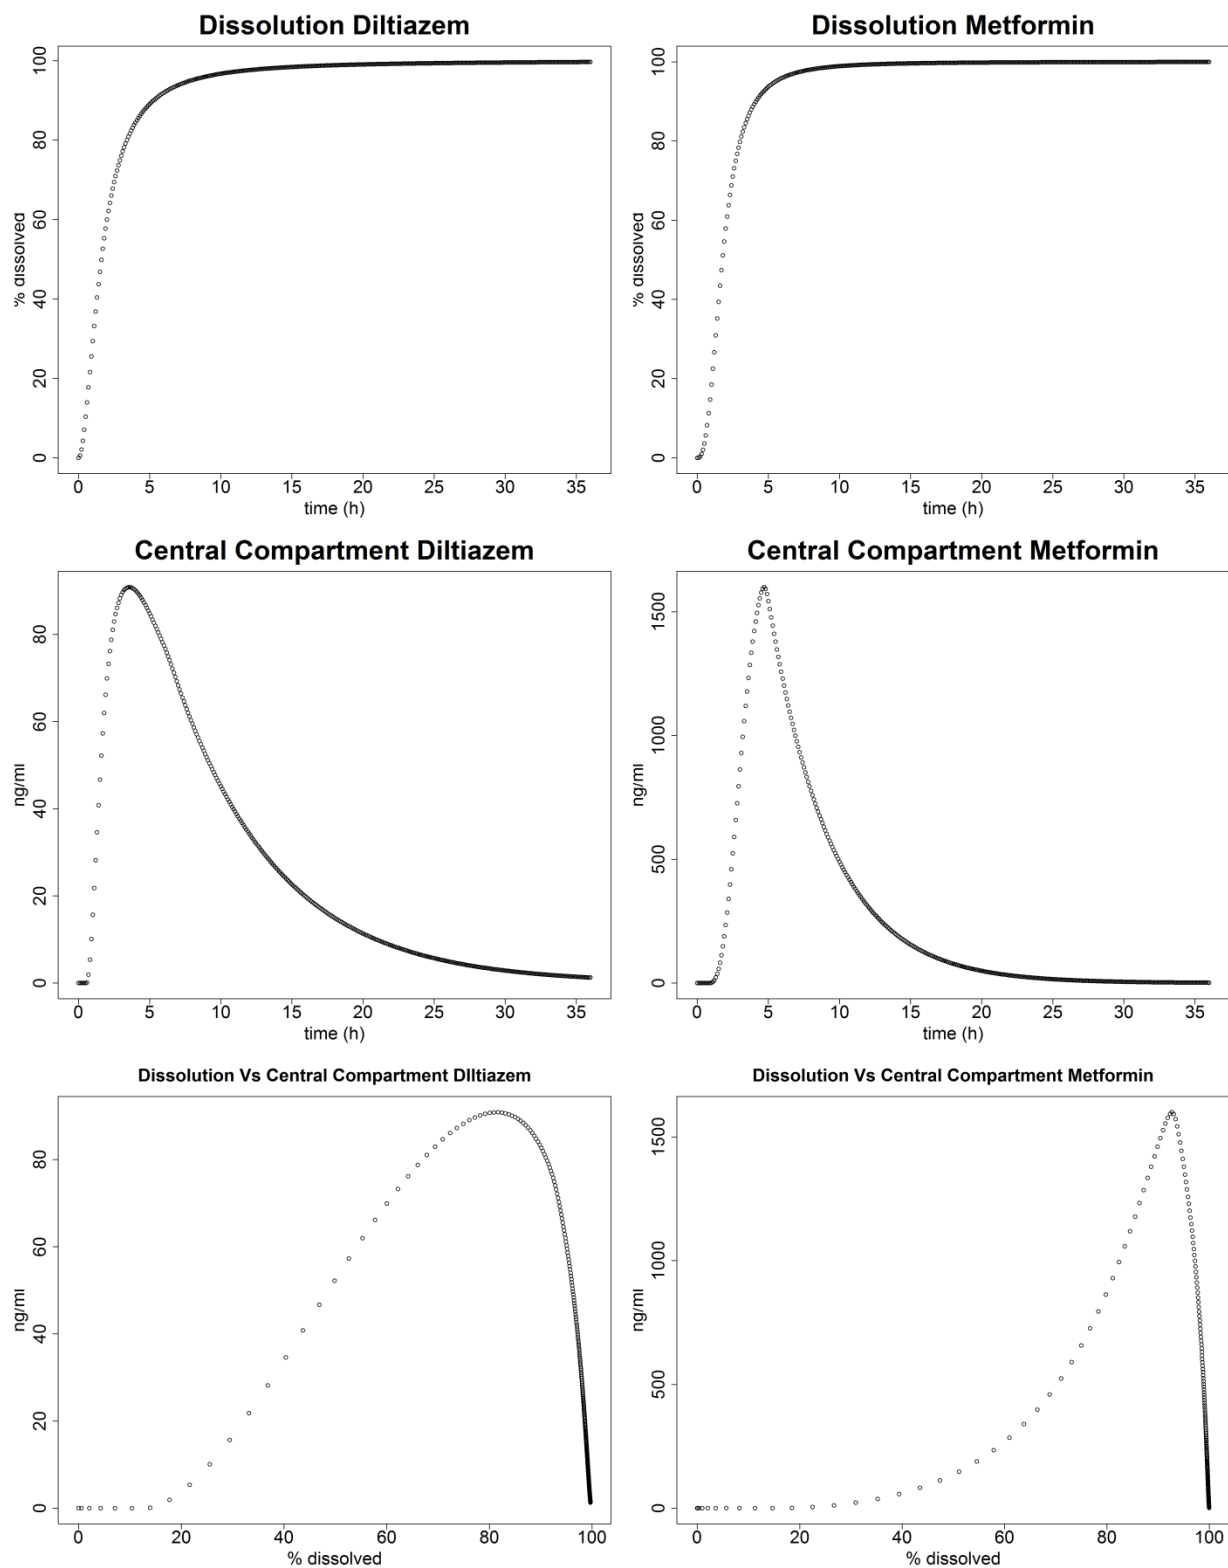 Dissolution Diltiazem
% dissolved
0 20 40 60 80 100
0 5 10 15 20 25 30 35
time (h)
Dissolution Metformin
% dissolved
0 20 40 60 80 100
0 5 10 15 20 25 30 35
time (h)
Central Compartment Diltiazem
ng/ml
0 20 40 60 80
0 5 10 15 20 25 30 35
time (h)
Central Compartment Metformin
ng/ml
0 500 1000 1500
0 5 10 15 20 25 30 35
time (h)
Dissolution Vs Central Compartment DIltiazem
ng/ml
0 20 40 60 80
0 20 40 60 80 100
% dissolved
Dissolution Vs Central Compartment Metformin
ng/ml
0 500 1000 1500
0 20 40 60 80 100
% dissolved